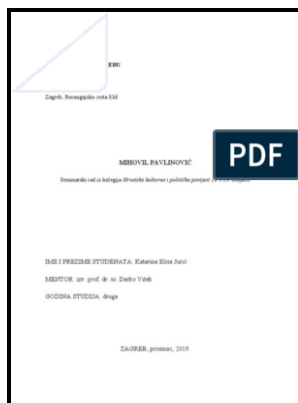 EBU
Zagreb, Borongajska cesta 83d
MIHOVIL PAVLINOVIĆ
PDF
Seminarski rad iz kolegija Hrvatska kulturna i politička povijest
IME I PREZIME STUDENATA: Katarina Elisa Jurić
MENTOR: izv. prof. dr. sc. Darko Vitek
GODINA STUDIJA: druga
ZAGREB, prosinac, 2019.